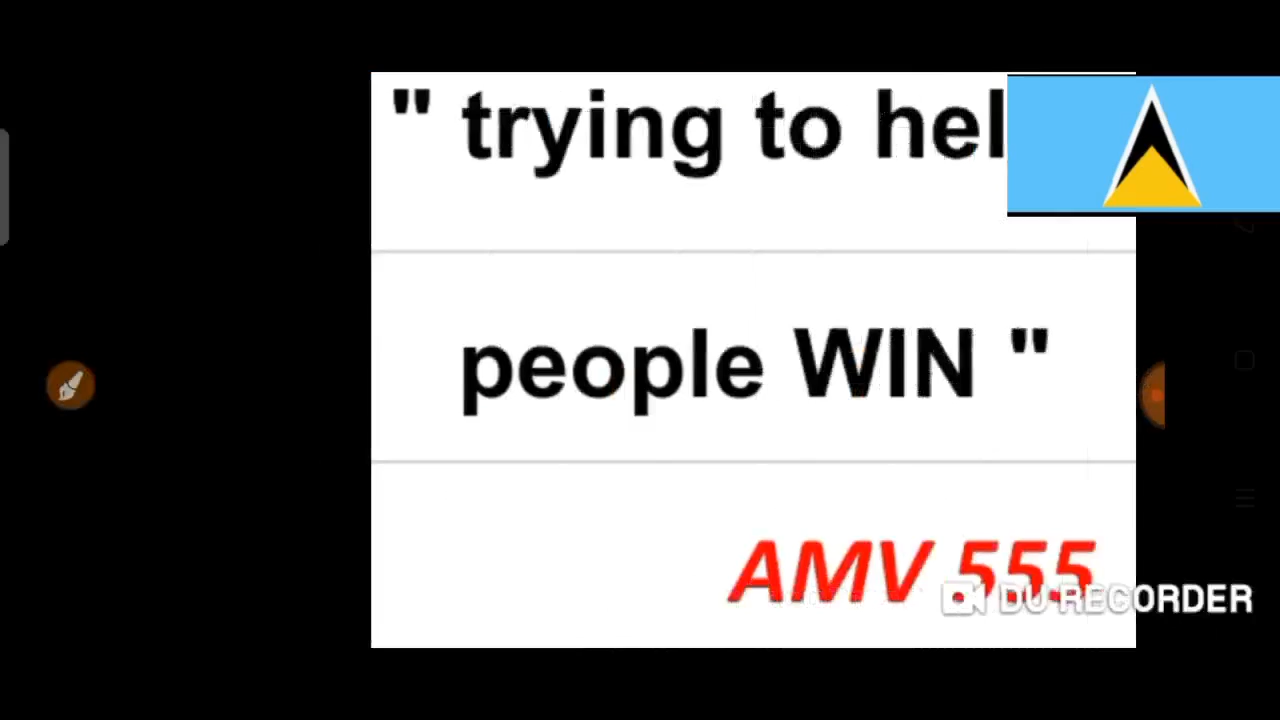 " trying to hel
people WIN "
AMV 555
DU RECORDER